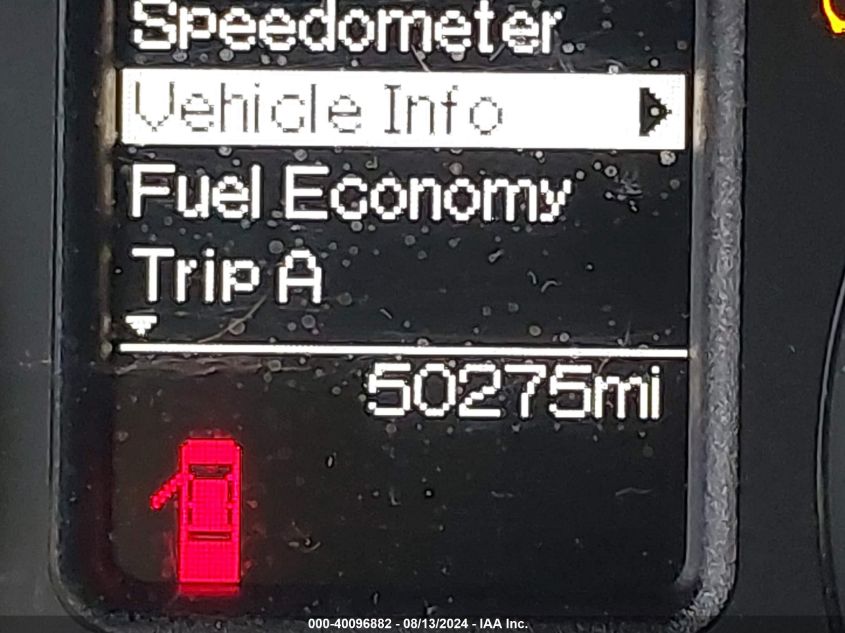 Speedometer
Vehicle Info
Fuel Economy
Trip A
50275mi
000-40096882 - 08/13/2024 - IAA Inc.